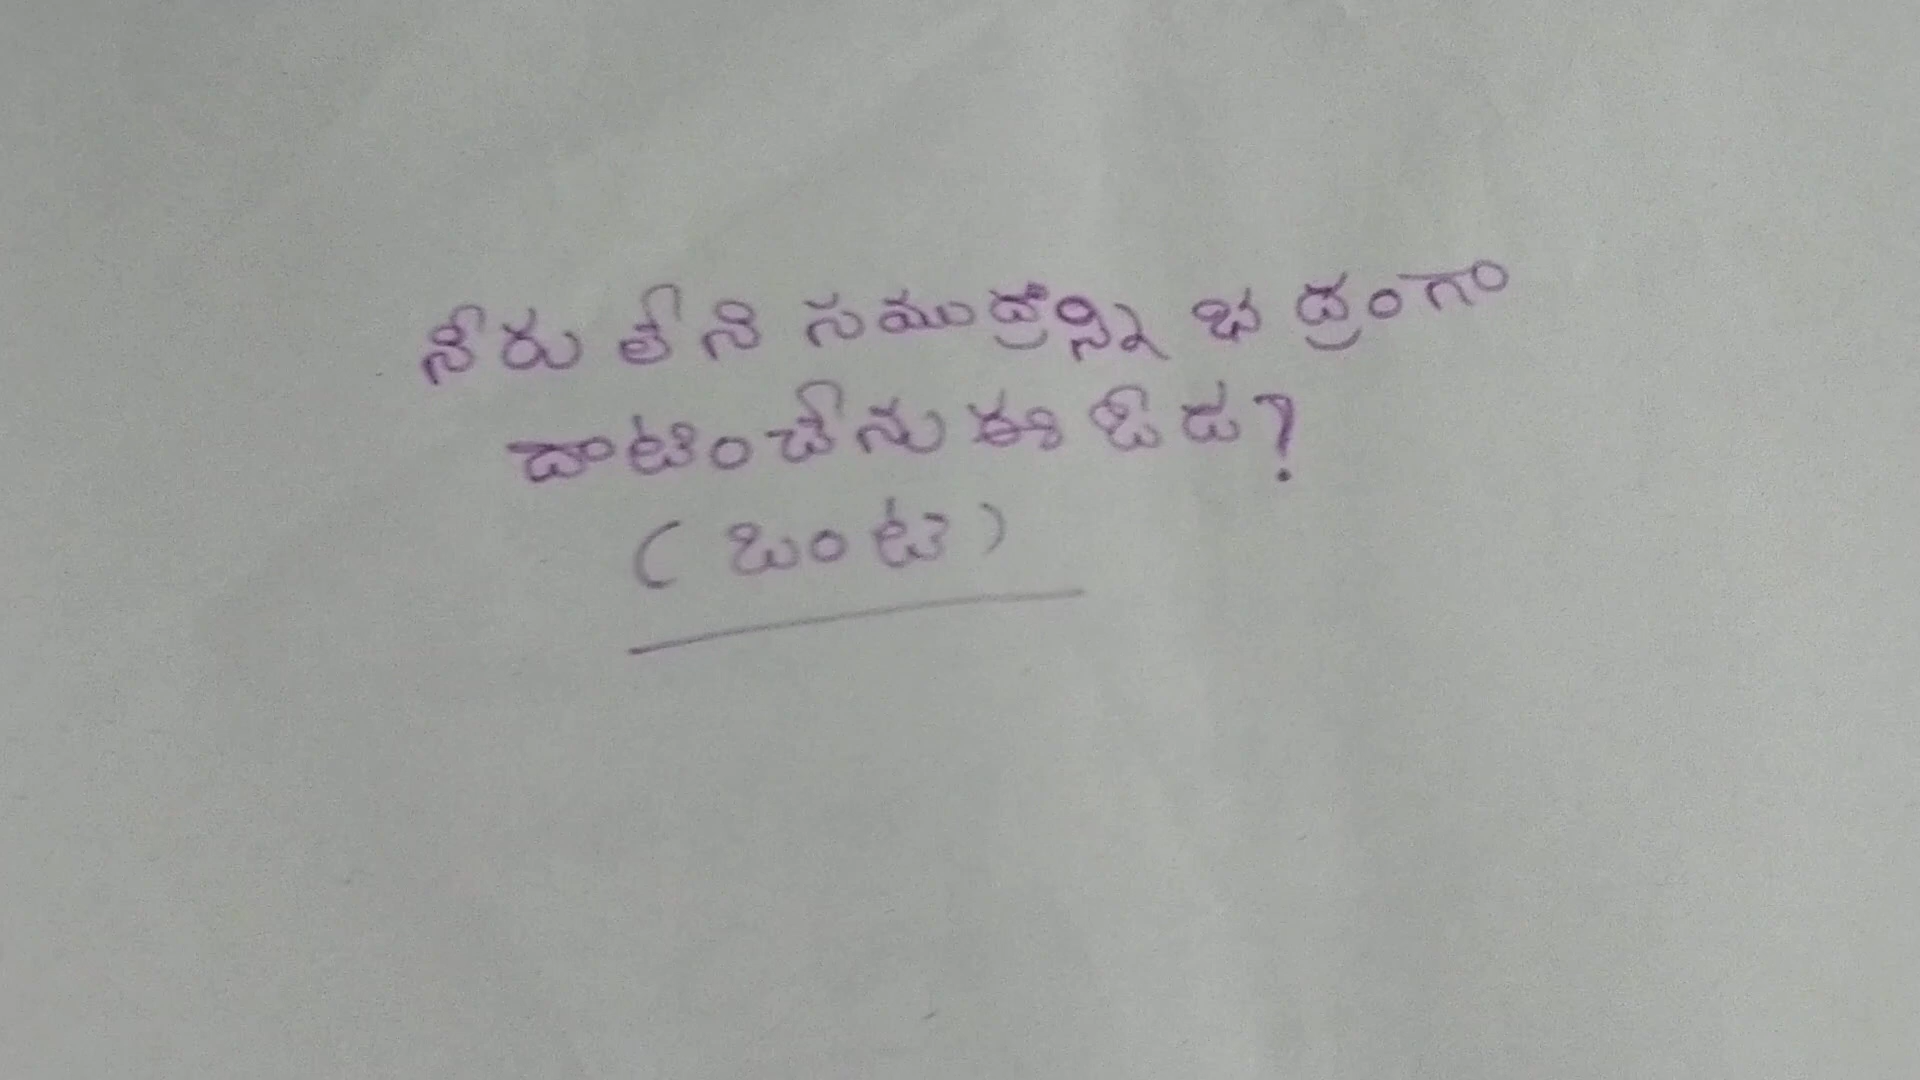 నీరు లేని సముద్రాన్ని భద్రంగా
దాటించేను ఈ ఓడ?
(ఒంటె)